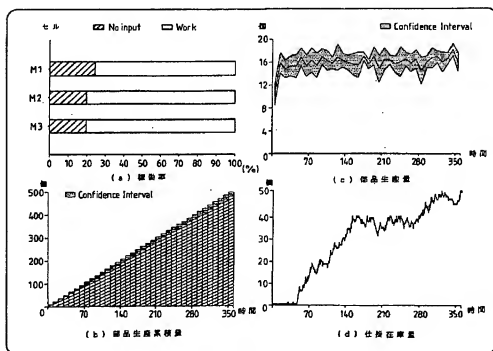 セル
No input
Work
M1
M2
M3
0 10 20 30 40 50 60 70 80 90 100 (%)
(a) 稼動率
個
Confidence Interval
20
16
12
8
4
0
70 140 210 280 350
時間
(c) 部品生産量
個
500
400
300
200
100
0
Confidence Interval
70 140 210 280 350
時間
(b) 部品生産累積量
個
50
40
30
20
10
0
70 140 210 280 350
時間
(d) 仕掛在庫量